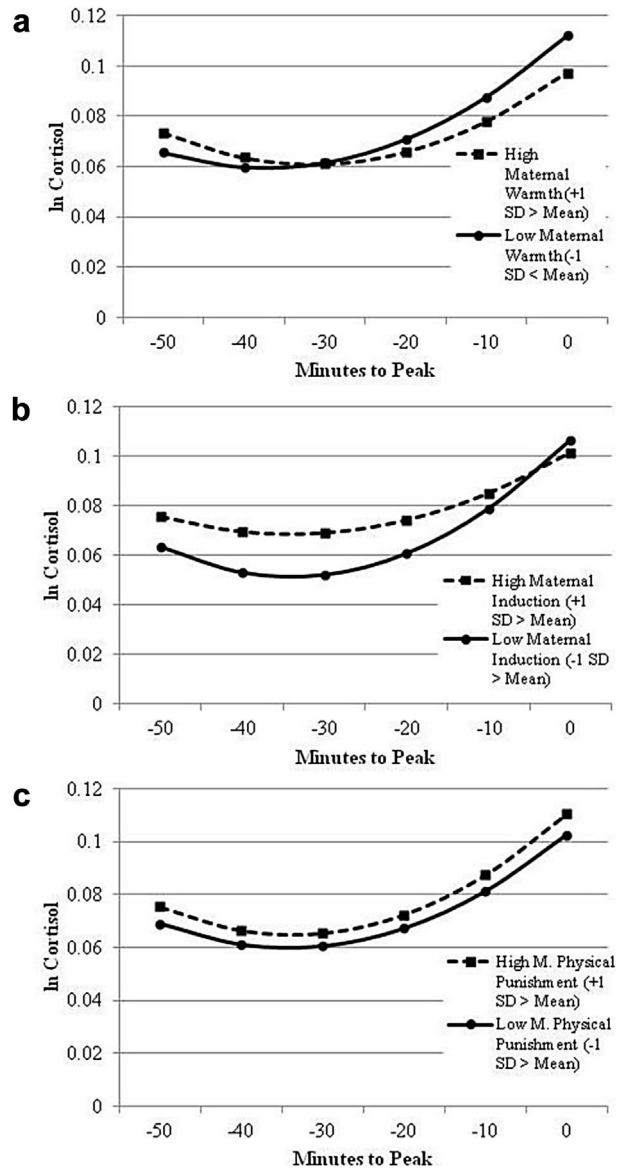 a
0.12
0.1
0.08
0.06
0.04
0.02
0
ln Cortisol
High
Maternal
Warmth(+1
SD > Mean)
Low Maternal
Warmth(-1
SD < Mean)
-50 -40 -30 -20 -10 0
Minutes to Peak
b
0.12
0.1
0.08
0.06
0.04
0.02
0
ln Cortisol
High Maternal
Induction (+1
SD > Mean)
Low Maternal
Induction (-1 SD
> Mean)
-50 -40 -30 -20 -10 0
Minutes to Peak
c
0.12
0.1
0.08
0.06
0.04
0.02
0
ln Cortisol
High M. Physical
Punishment (+1
SD > Mean)
Low M. Physical
Punishment (-1
SD > Mean)
-50 -40 -30 -20 -10 0
Minutes to Peak